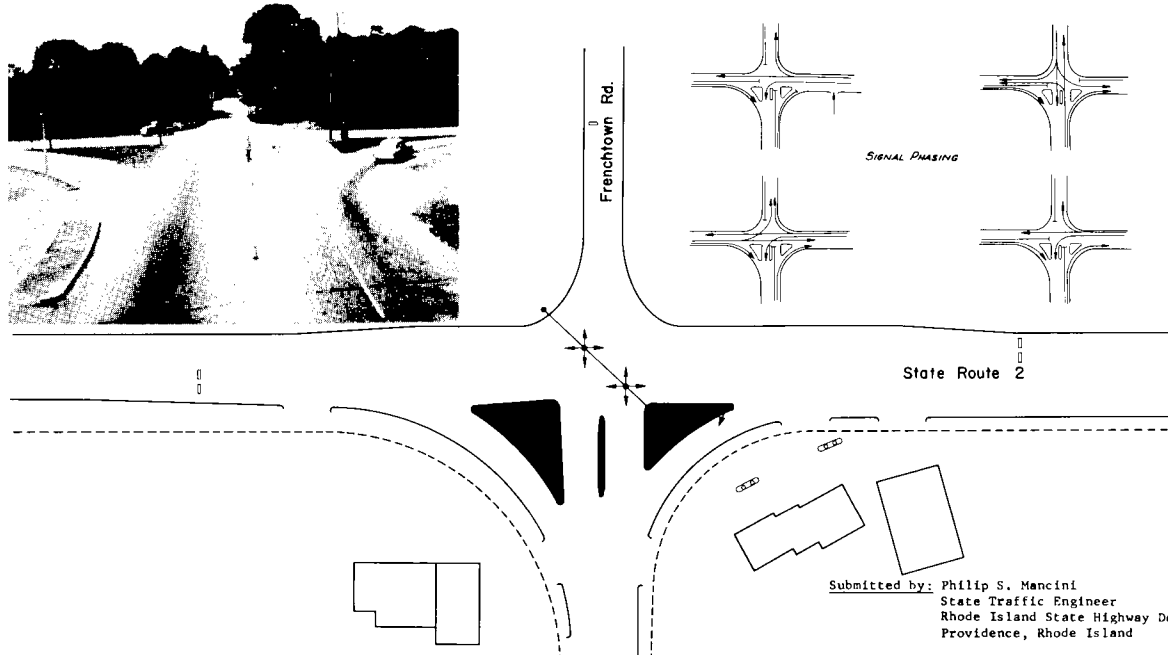 Frenchtown Rd.
SIGNAL PHASING
State Route 2
Submitted by: Philip S. Mancini
State Traffic Engineer
Rhode Island State Highway De
Providence, Rhode Island